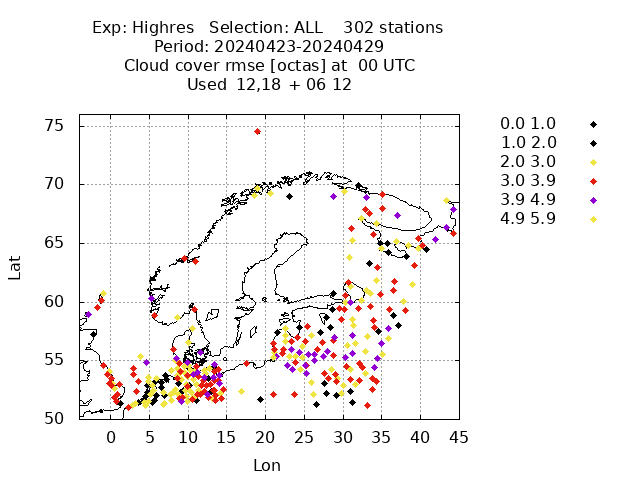 Exp: Highres Selection: ALL 302 stations
Period: 20240423-20240429
Cloud cover rmse [octas] at 00 UTC
Used 12,18 + 06 12
75
70
65
60
55
50
Lat
0 5 10 15 20 25 30 35 40 45
Lon
0.0 1.0
1.0 2.0
2.0 3.0
3.0 3.9
3.9 4.9
4.9 5.9